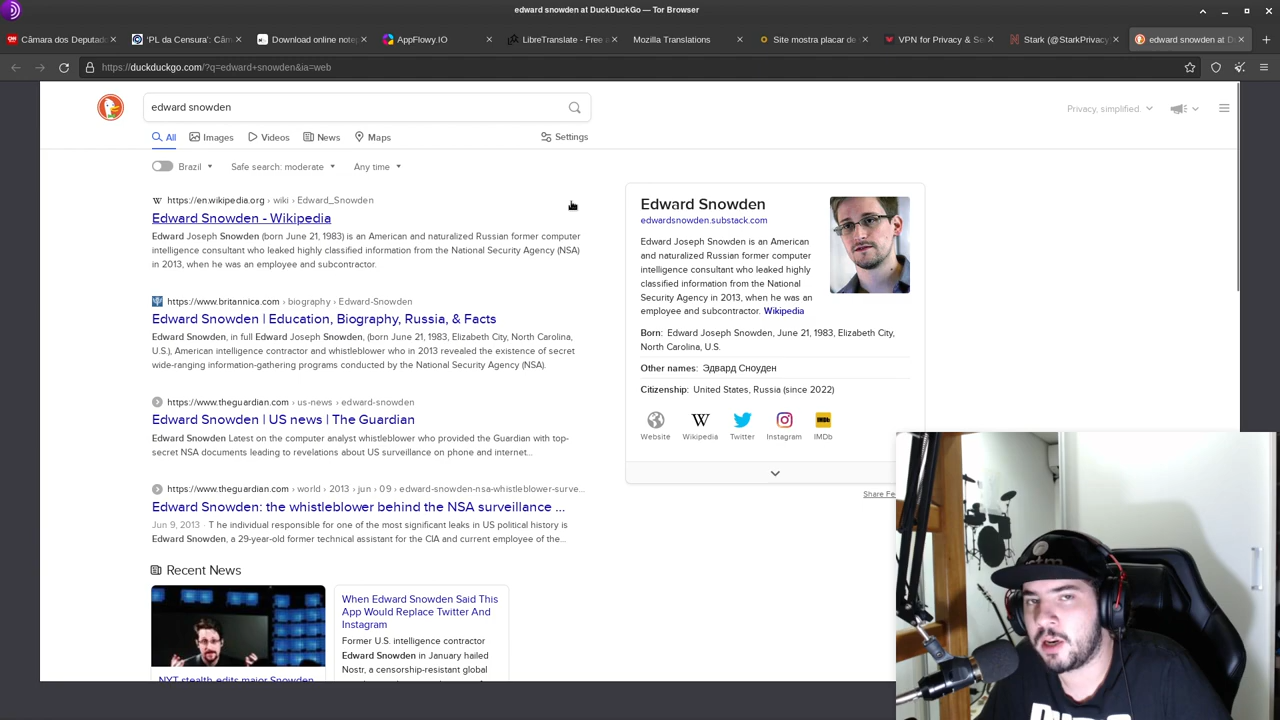 edward snowden at DuckDuckGo — Tor Browser
Câmara dos Deputad
'PL da Censura': Câm
Download online note
AppFlowy.IO
LibreTranslate - Free a
Mozilla Translations
Site mostra placar de
VPN for Privacy & Se
Stark (@StarkPrivacy
edward snowden at D
https://duckduckgo.com/?q=edward+snowden&ia=web
edward snowden
Privacy, simplified.
All
Images
Videos
News
Maps
Settings
Brazil
Safe search: moderate
Any time
https://en.wikipedia.org › wiki › Edward_Snowden
Edward Snowden - Wikipedia
Edward Joseph Snowden (born June 21, 1983) is an American and naturalized Russian former computer
intelligence consultant who leaked highly classified information from the National Security Agency (NSA)
in 2013, when he was an employee and subcontractor.
https://www.britannica.com › biography › Edward-Snowden
Edward Snowden | Education, Biography, Russia, & Facts
Edward Snowden, in full Edward Joseph Snowden, (born June 21, 1983, Elizabeth City, North Carolina,
U.S.), American intelligence contractor and whistleblower who in 2013 revealed the existence of secret
wide-ranging information-gathering programs conducted by the National Security Agency (NSA).
https://www.theguardian.com › us-news › edward-snowden
Edward Snowden | US news | The Guardian
Edward Snowden Latest on the computer analyst whistleblower who provided the Guardian with top-
secret NSA documents leading to revelations about US surveillance on phone and internet...
https://www.theguardian.com › world › 2013 › jun › 09 › edward-snowden-nsa-whistleblower-surve...
Edward Snowden: the whistleblower behind the NSA surveillance ...
Jun 9, 2013 · T he individual responsible for one of the most significant leaks in US political history is
Edward Snowden, a 29-year-old former technical assistant for the CIA and current employee of the...
Recent News
NYT stealth-edits major Snowden
When Edward Snowden Said This
App Would Replace Twitter And
Instagram
Former U.S. intelligence contractor
Edward Snowden in January hailed
Nostr, a censorship-resistant global
Edward Snowden
edwardsnowden.substack.com
Edward Joseph Snowden is an American
and naturalized Russian former computer
intelligence consultant who leaked highly
classified information from the National
Security Agency in 2013, when he was an
employee and subcontractor. Wikipedia
Born: Edward Joseph Snowden, June 21, 1983, Elizabeth City,
North Carolina, U.S.
Other names: Эдвард Сноуден
Citizenship: United States, Russia (since 2022)
Website
Wikipedia
Twitter
Instagram
IMDb
Share Fe